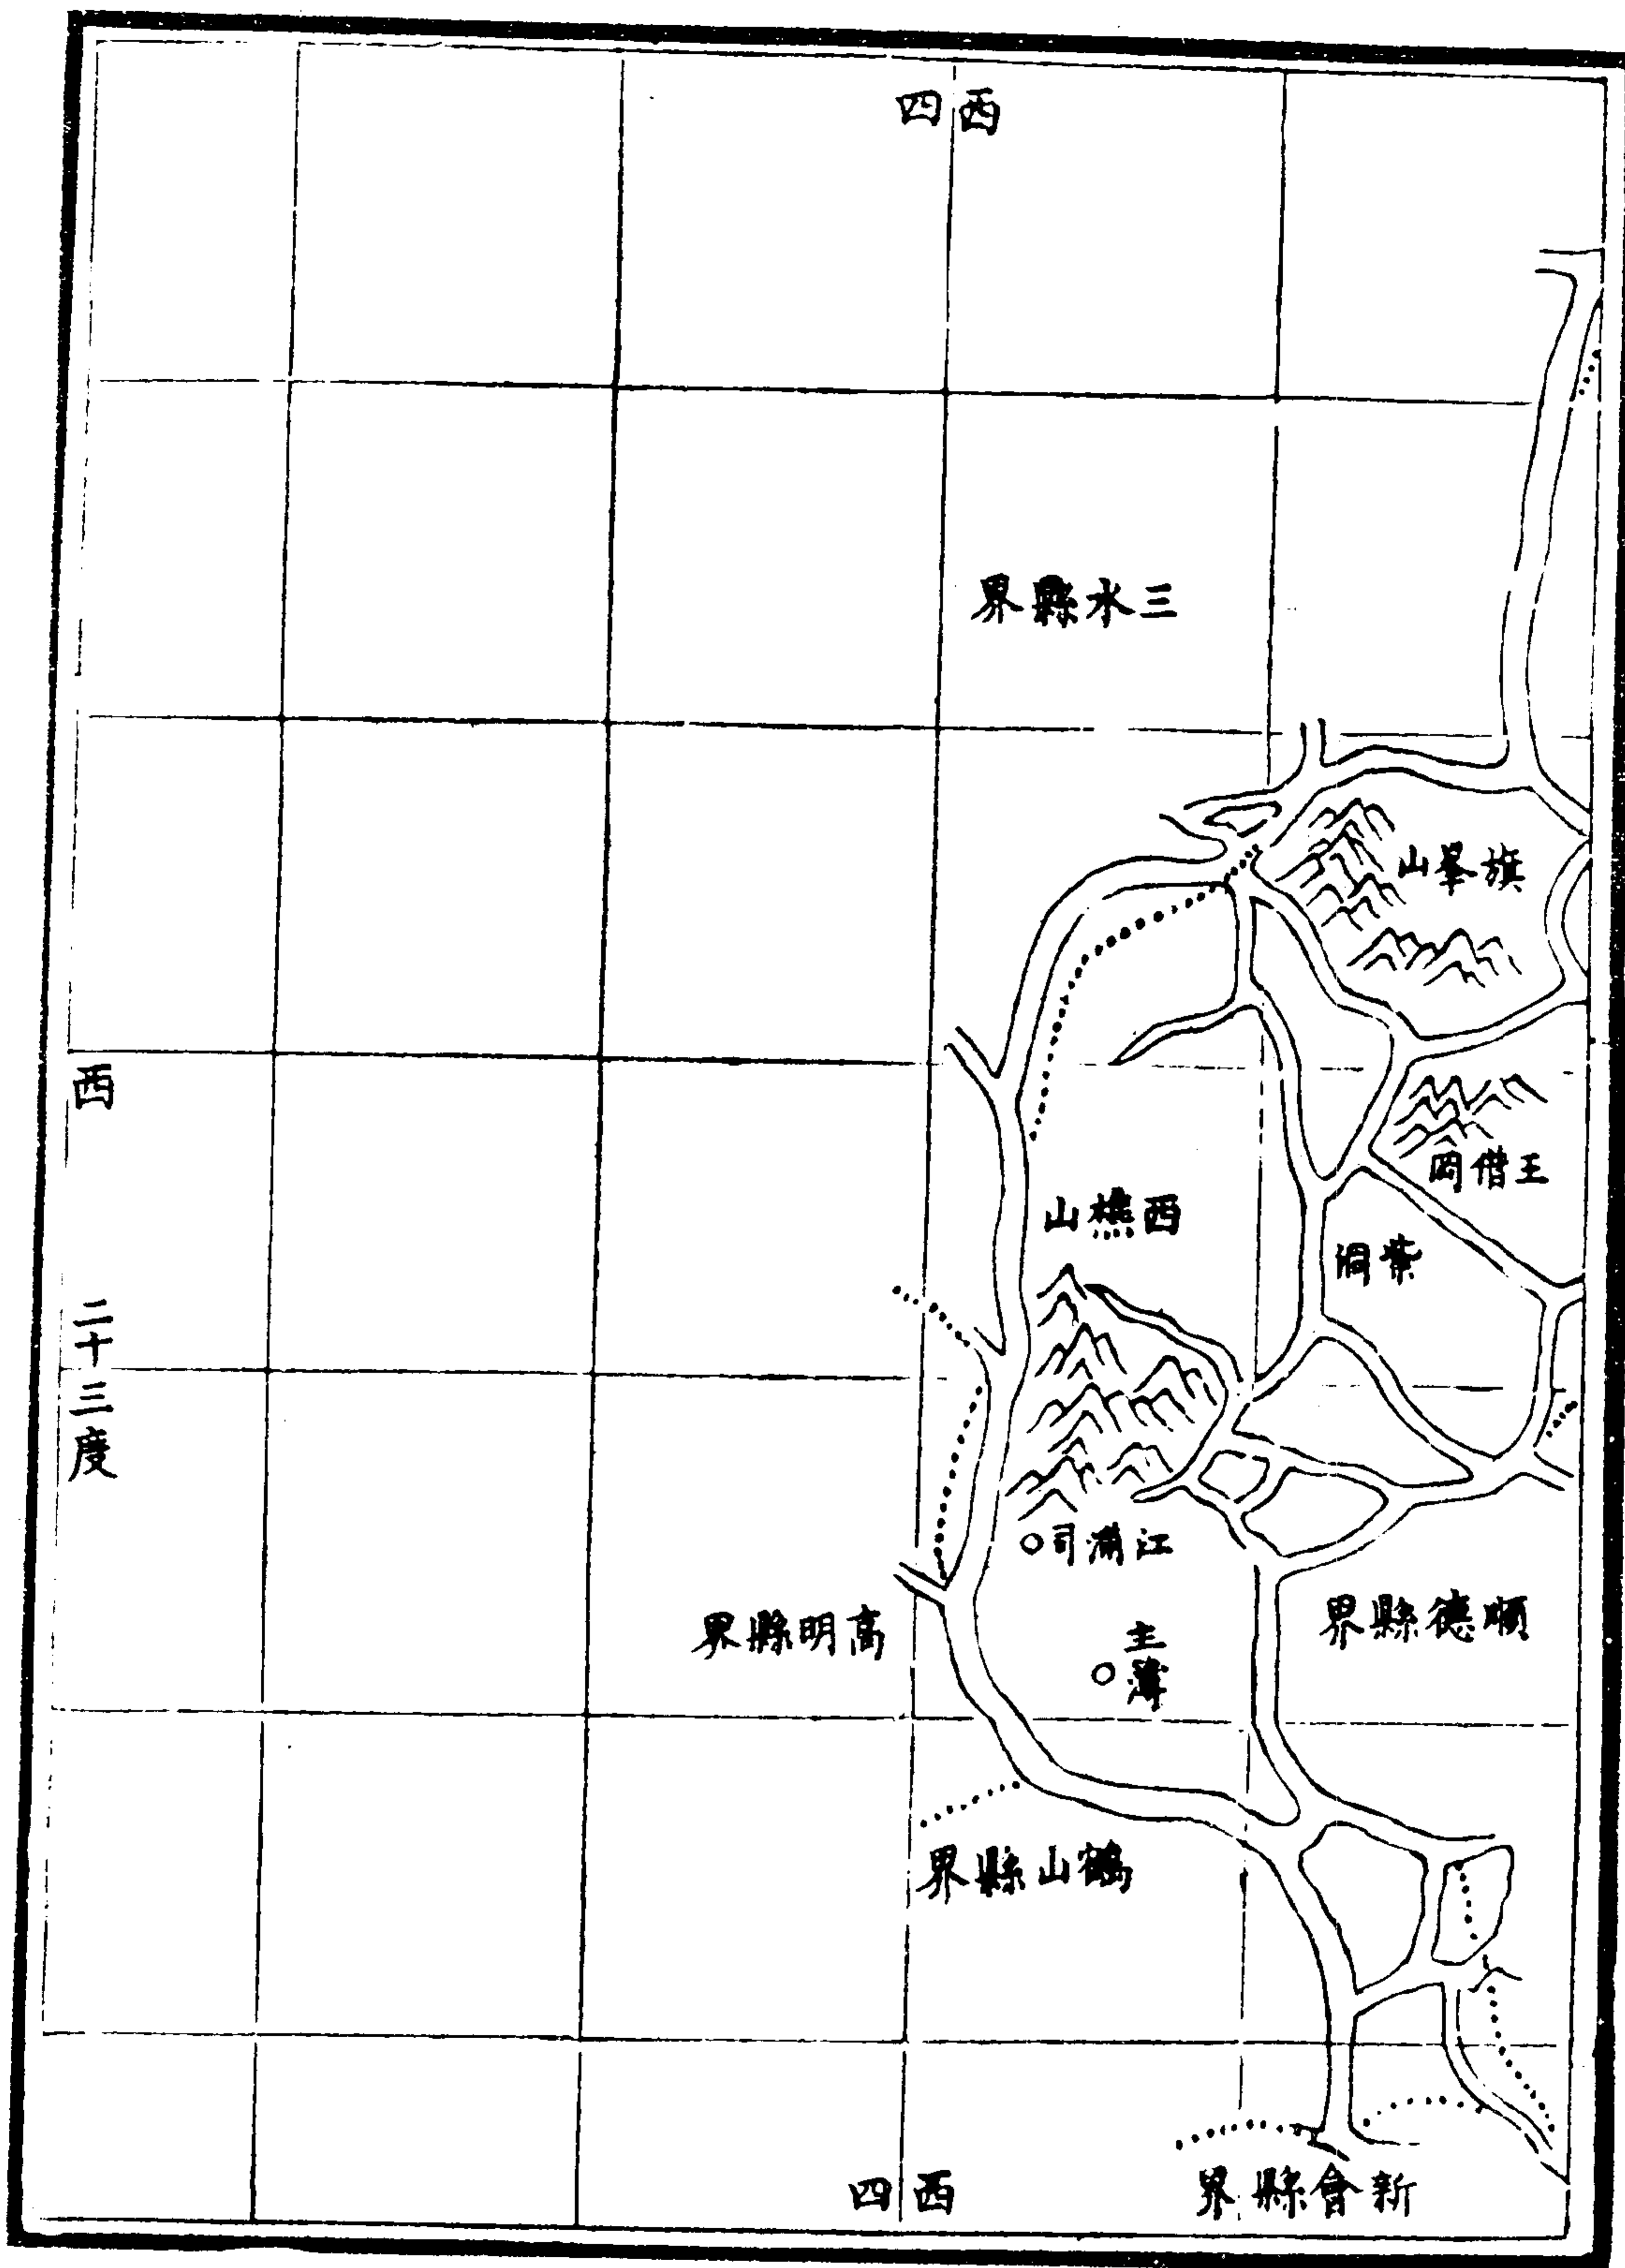 西四
三水縣界
旗峯山
王借岡
紫洞
西樵山
西
二十三度
江浦司
主簿
順德縣界
高明縣界
鶴山縣界
新會縣界
西四